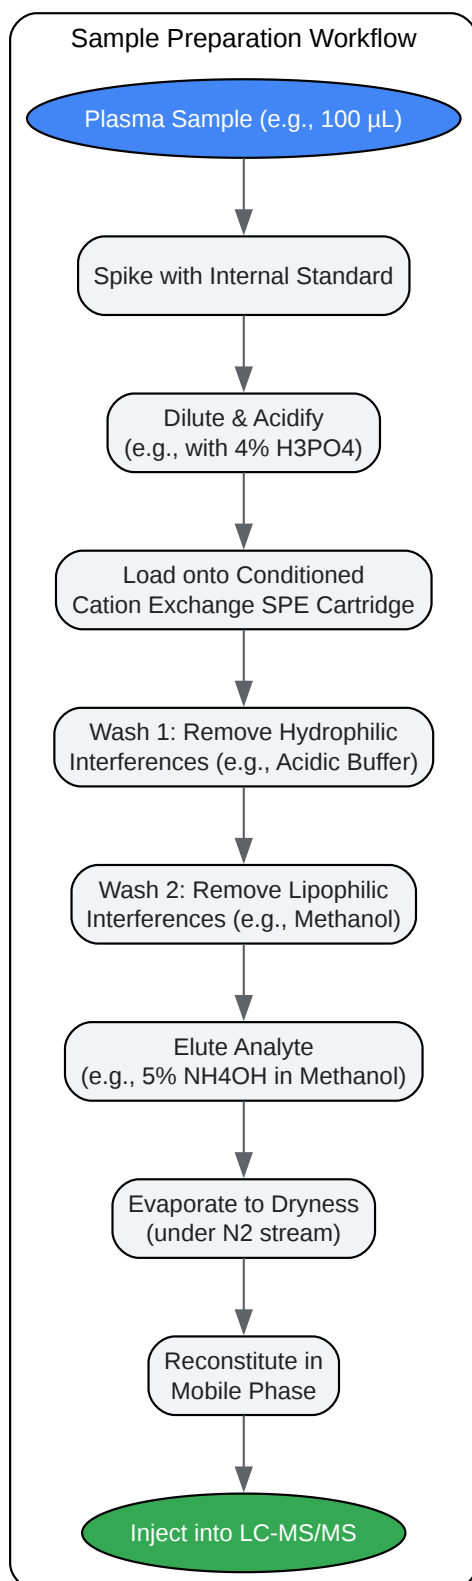 Sample Preparation Workflow
Plasma Sample (e.g., 100 µL)
Spike with Internal Standard
Dilute & Acidify
(e.g., with 4% H3PO4)
Load onto Conditioned
Cation Exchange SPE Cartridge
Wash 1: Remove Hydrophilic
Interferences (e.g., Acidic Buffer)
Wash 2: Remove Lipophilic
Interferences (e.g., Methanol)
Elute Analyte
(e.g., 5% NH4OH in Methanol)
Evaporate to Dryness
(under N2 stream)
Reconstitute in
Mobile Phase
Inject into LC-MS/MS